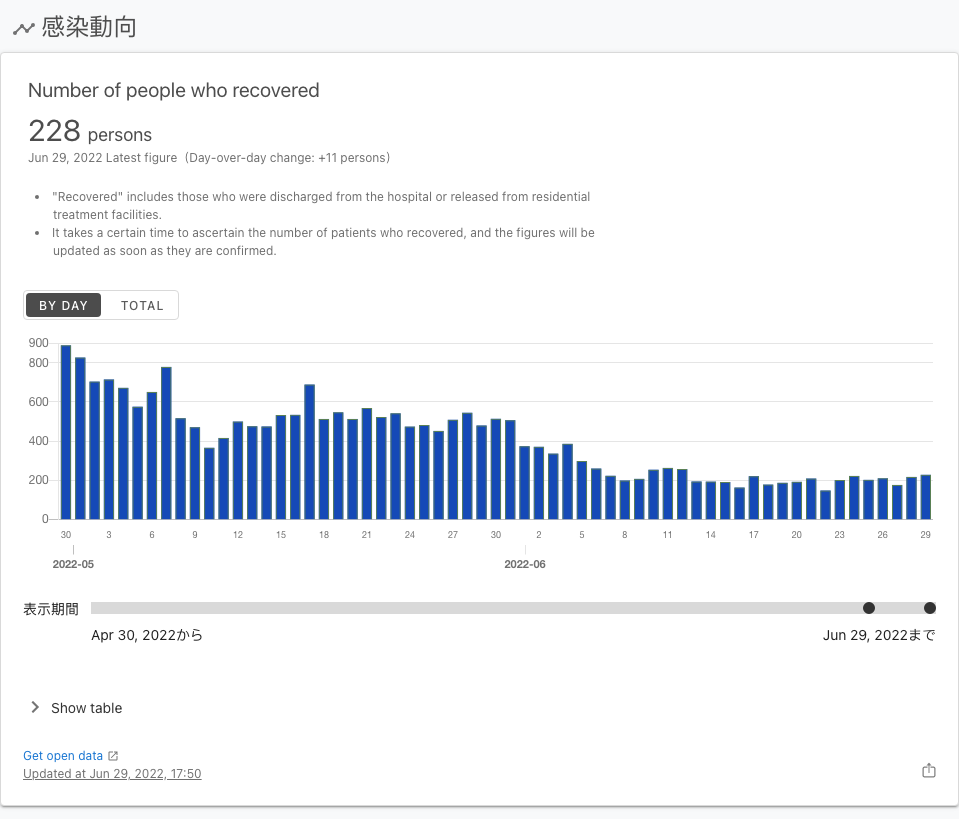 感染動向
Number of people who recovered
228 persons
Jun 29, 2022 Latest figure (Day-over-day change: +11 persons)
• "Recovered" includes those who were discharged from the hospital or released from residential
treatment facilities.
• It takes a certain time to ascertain the number of patients who recovered, and the figures will be
updated as soon as they are confirmed.
BY DAY TOTAL
900
800
600
400
200
0
30 3 6 9 12 15 18 21 24 27 30 2 5 8 11 14 17 20 23 26 29
2022-05 2022-06
表示期間
Apr 30, 2022から Jun 29, 2022まで
Show table
Get open data
Updated at Jun 29, 2022, 17:50